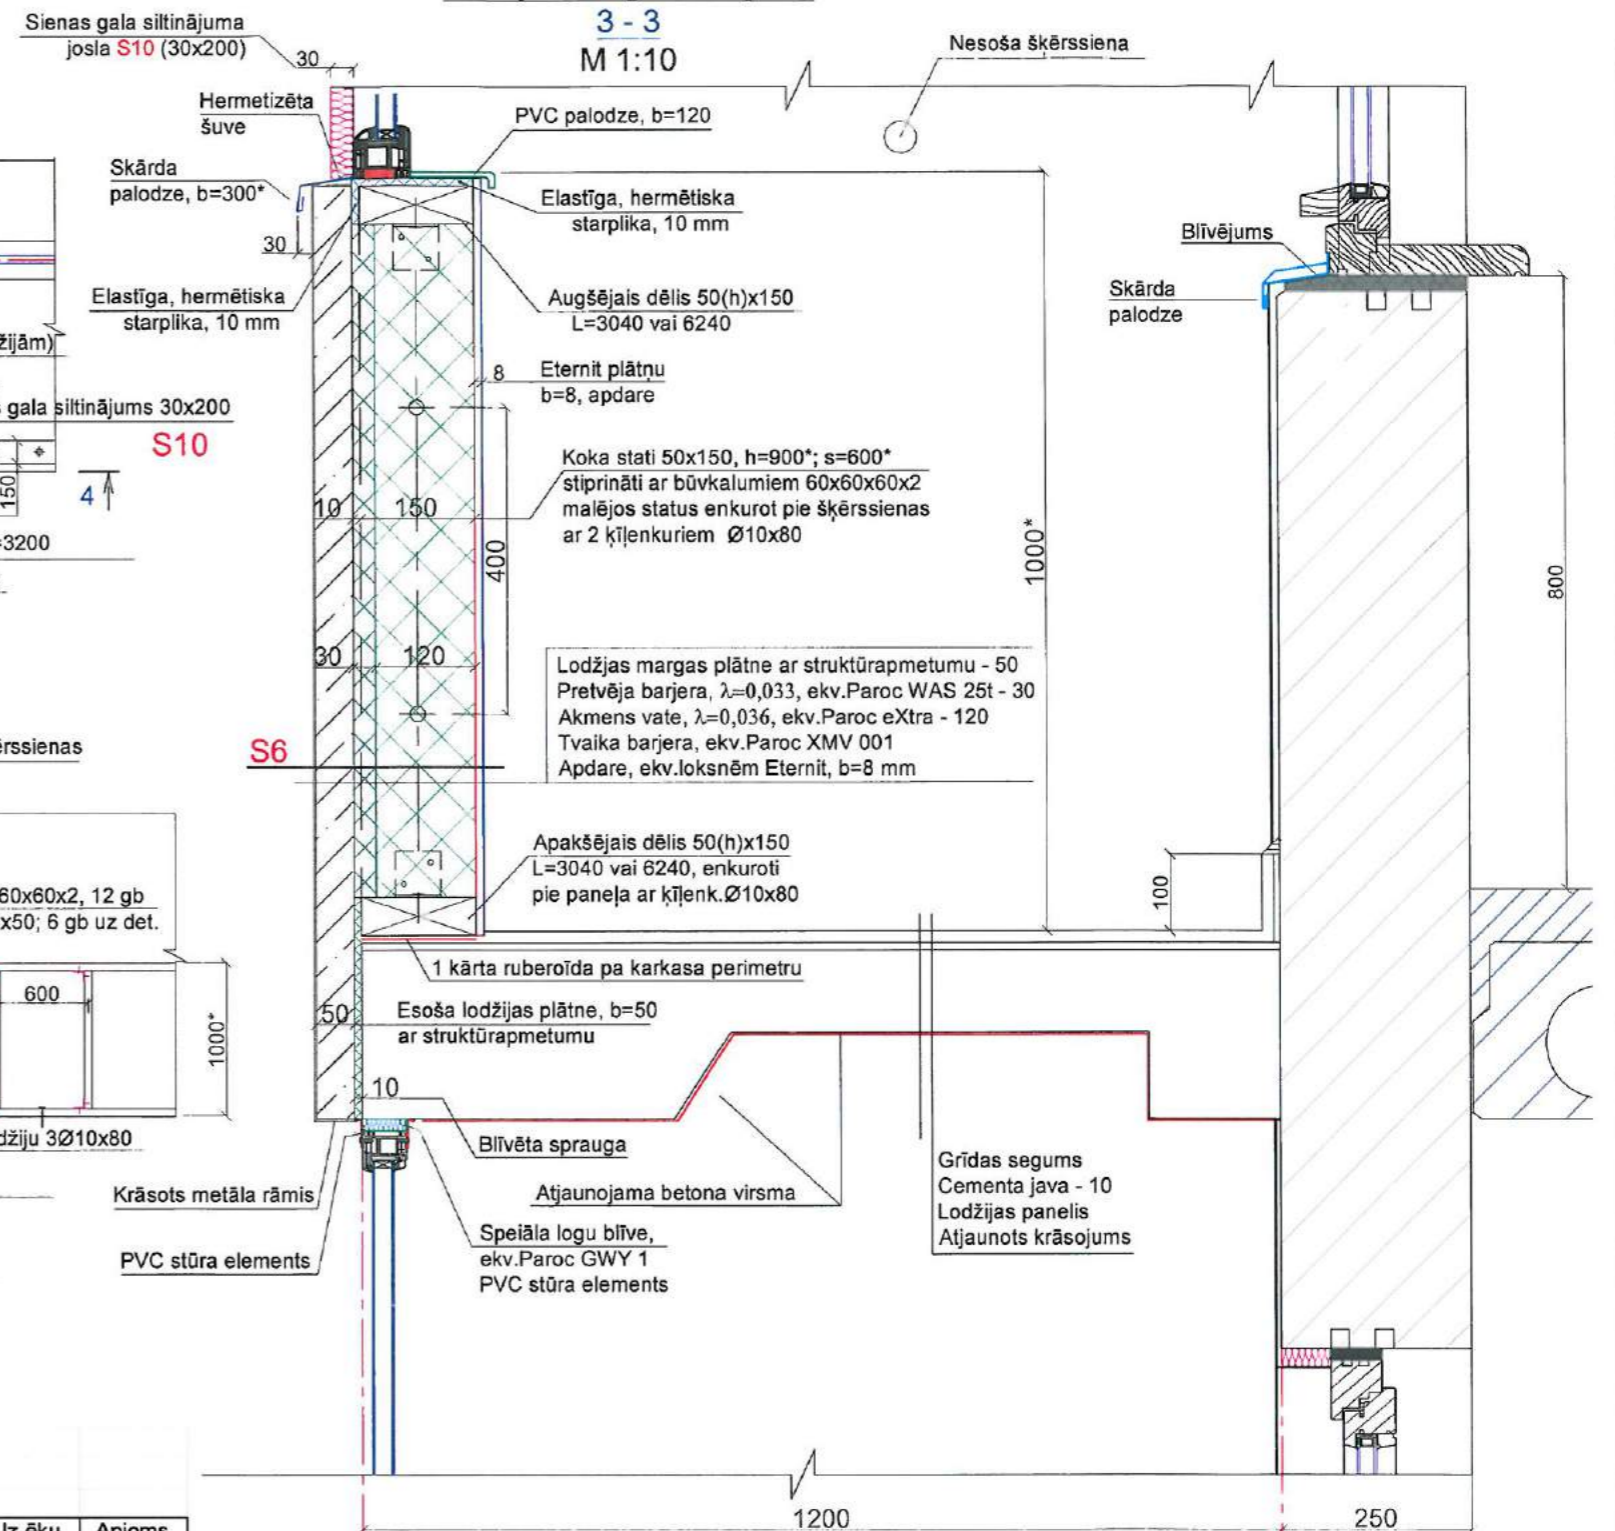 3 - 3
M 1:10
Sienas gala siltinājuma
josla S10 (30x200)
30
Nesoša šķērssiena
Hermetizēta
šuve
PVC palodze, b=120
Skārda
palodze, b=300*
Elastīga, hermētiska
starplika, 10 mm
30
Blīvējums
Elastīga, hermētiska
starplika, 10 mm
Augšējais dēlis 50(h)x150
L=3040 vai 6240
Skārda
palodze
žijām)
8
Eternit plātņu
b=8, apdare
gala siltinājums 30x200
S10
Koka stati 50x150, h=900*; s=600*
stiprināti ar būvkalumiem 60x60x60x2
malējos status enkurot pie šķērssienas
ar 2 ķīļenkuriem Ø10x80
150
4
10
150
400
1000*
800
=3200
30
120
Lodžjas margas plātne ar struktūrapmetumu - 50
Pretvēja barjera, λ=0,033, ekv.Paroc WAS 25t - 30
Akmens vate, λ=0,036, ekv.Paroc eXtra - 120
Tvaika barjera, ekv.Paroc XMV 001
Apdare, ekv.loksnēm Eternit, b=8 mm
ērssienas
S6
Apakšējais dēlis 50(h)x150
L=3040 vai 6240, enkuroti
pie paneļa ar ķīļenk.Ø10x80
100
60x60x2, 12 gb
x50; 6 gb uz det.
1 kārta ruberoīda pa karkasa perimetru
600
50
Esoša lodžijas plātne, b=50
ar struktūrapmetumu
1000*
10
džiju 3Ø10x80
Blīvēta sprauga
Krāsots metāla rāmis
Atjaunojama betona virsma
Grīdas segums
Cementa java - 10
Lodžijas panelis
Atjaunots krāsojums
PVC stūra elements
Speiāla logu blīve,
ekv.Paroc GWY 1
PVC stūra elements
1200
250
Uz ēku
Apjoms